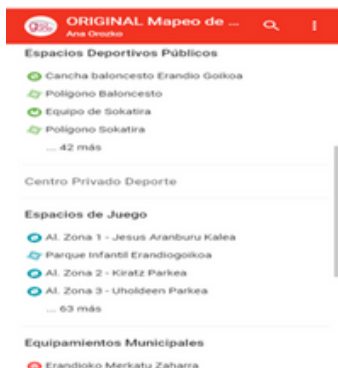 ORIGINAL Mapeo de ...
Ana Orozko
Espacios Deportivos Públicos
Cancha baloncesto Erandio Goikoa
Polígono Baloncesto
Equipo de Sokatira
Polígono Sokatira
... 42 más
Centro Privado Deporte
Espacios de Juego
Al. Zona 1 - Jesus Aranburu Kalea
Parque Infantil Erandiogoikoa
Al. Zona 2 - Kiratz Parkea
Al. Zona 3 - Uholdeen Parkea
... 63 más
Equipamientos Municipales
Erandioko Merkatu Zaharra